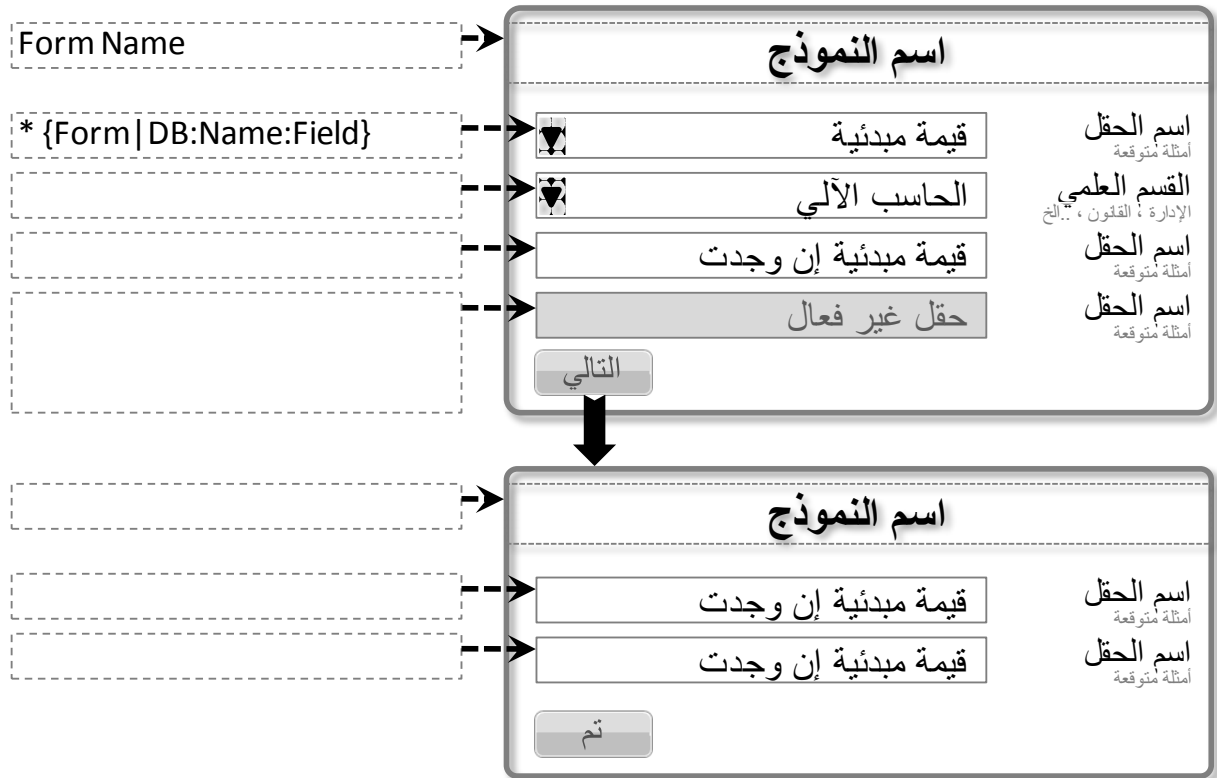 Form Name
اسم النموذج
* {Form|DB:Name:Field}
اسم الحقل
أمثلة متوقعة
قيمة مبدئية
القسم العلمي
الإدارة ، القانون ، ..الخ
الحاسب الآلي
اسم الحقل
أمثلة متوقعة
قيمة مبدئية إن وجدت
اسم الحقل
أمثلة متوقعة
حقل غير فعال
التالي
اسم النموذج
اسم الحقل
أمثلة متوقعة
قيمة مبدئية إن وجدت
اسم الحقل
أمثلة متوقعة
قيمة مبدئية إن وجدت
تم